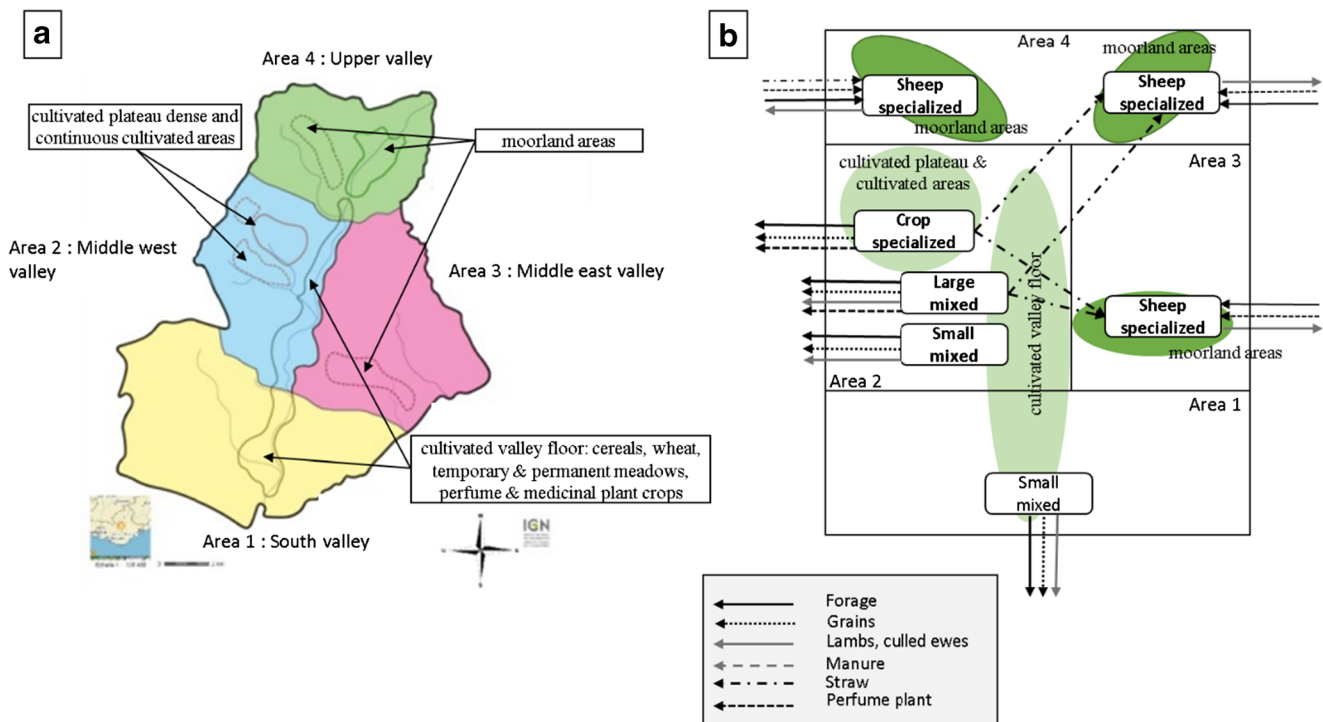 a
Area 4 : Upper valley
cultivated plateau dense and
continuous cultivated areas
moorland areas
Area 2 : Middle west
valley
Area 3 : Middle east valley
cultivated valley floor: cereals, wheat,
temporary & permanent meadows,
perfume & medicinal plant crops
Area 1 : South valley
N
IGN
b
Area 4
moorland areas
Sheep
specialized
moorland areas
Sheep
specialized
Area 3
cultivated plateau &
cultivated areas
Crop
specialized
Large
mixed
Small
mixed
cultivated valley floor
Sheep
specialized
moorland areas
Area 2
Area 1
Small
mixed
Forage
Grains
Lambs, culled ewes
Manure
Straw
Perfume plant